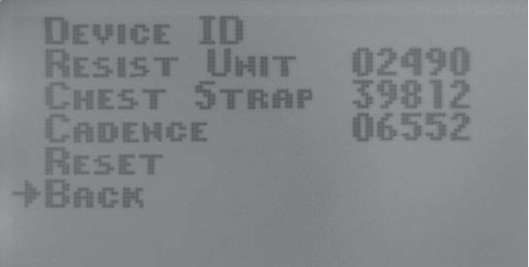 Device ID
Resist Unit 02490
Chest Strap 39812
Cadence 06552
Reset
→Back